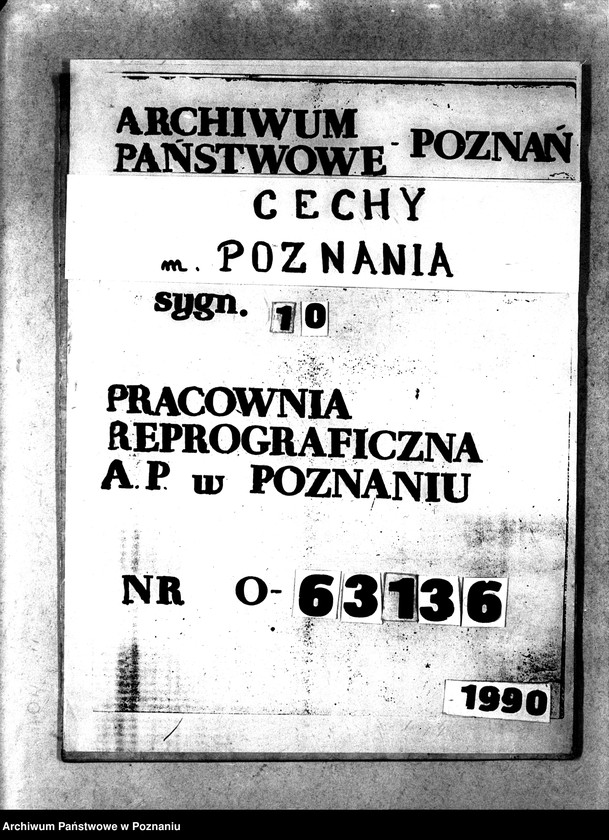 ARCHIWUM
PAŃSTWOWE - POZNAŃ
CECHY
m. POZNANIA
sygn. 10
PRACOWNIA
REPROGRAFICZNA
A.P. w POZNANIU
NR O-63136
1990
Archiwum Państwowe w Poznaniu